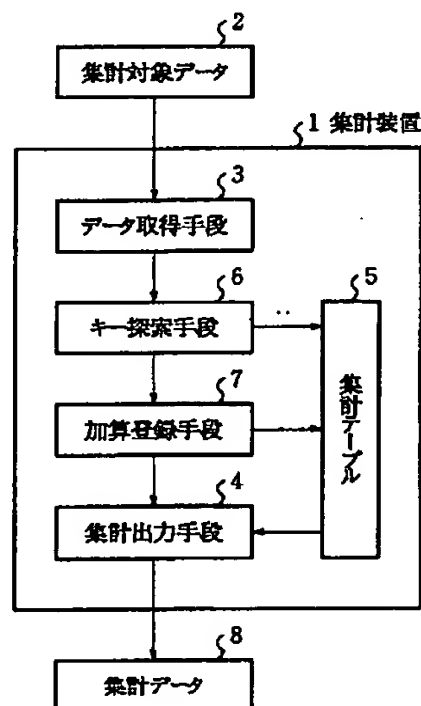 2
集計対象データ
1 集計装置
3
データ取得手段
6
5
キー探索手段
7
加算登録手段
集計テーブル
4
集計出力手段
8
集計データ